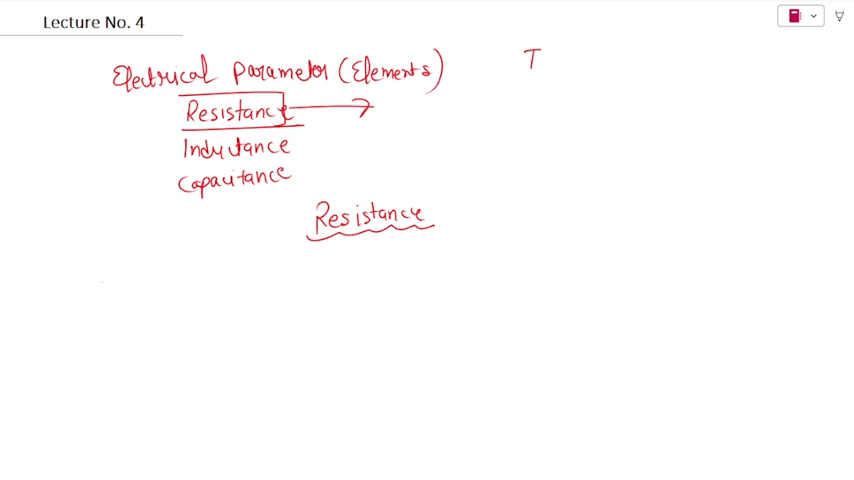 Lecture No. 4
Electrical Parameter (Elements)
T
Resistance
Inductance
Capacitance
Resistance